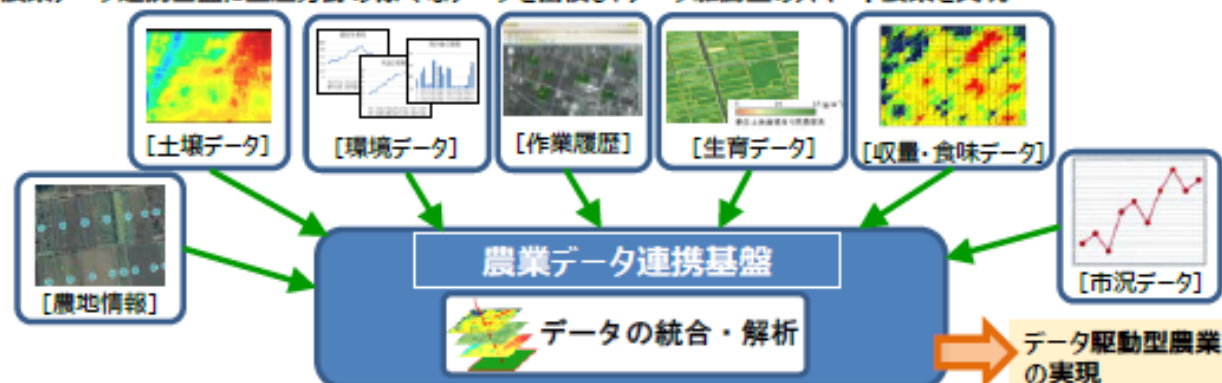 [土壌データ]
[環境データ]
[作業履歴]
[生育データ]
[収量・食味データ]
[農地情報]
[市況データ]
農業データ連携基盤
データの統合・解析
データ駆動型農業
の実現